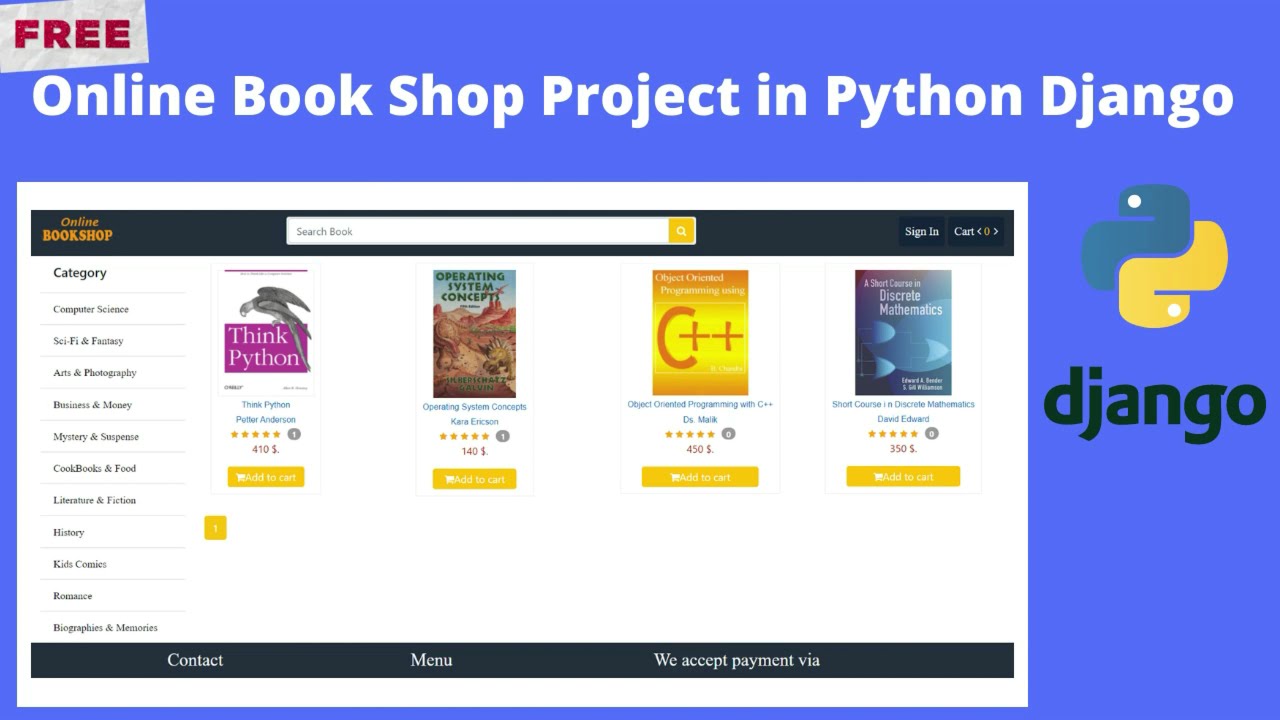 FREE
Online Book Shop Project in Python Django
Online
BOOKSHOP
Search Book
Sign In
Cart < 0 >
Category
Computer Science
Sci-Fi & Fantasy
Arts & Photography
Business & Money
Mystery & Suspense
CookBooks & Food
Literature & Fiction
History
Kids Comics
Romance
Biographies & Memories
Think
Python
O'REILLY
Think Python
Petter Anderson
1
410 $.
Add to cart
OPERATING
SYSTEM
CONCEPTS
SILBERSCHATZ
GALVIN
Operating System Concepts
Kara Ericson
1
140 $.
Add to cart
Object Oriented
Programming using
C++
Object Oriented Programming with C++
Ds. Malik
0
450 $.
Add to cart
A Short Course in
Discrete
Mathematics
Edward A. Bender
S. Gill Williamson
Short Course i n Discrete Mathematics
David Edward
0
350 $.
Add to cart
1
Contact
Menu
We accept payment via
django